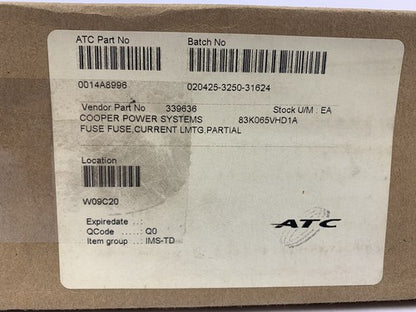 ATC Part No Batch No
0014A8996 020425-3250-31624
Vendor Part No 339636 Stock U/M : EA
COOPER POWER SYSTEMS 83K065VHD1A
FUSE FUSE,CURRENT LMTG,PARTIAL
Location
W09C20
Expiredate ..:
QCode .....: Q0
Item group : IMS-TD
ATC